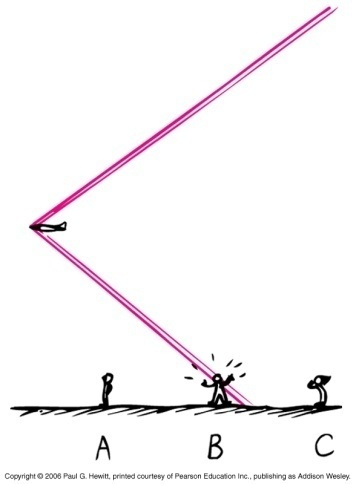 A B C
Copyright © 2006 Paul G. Hewitt, printed courtesy of Pearson Education Inc., publishing as Addison Wesley.